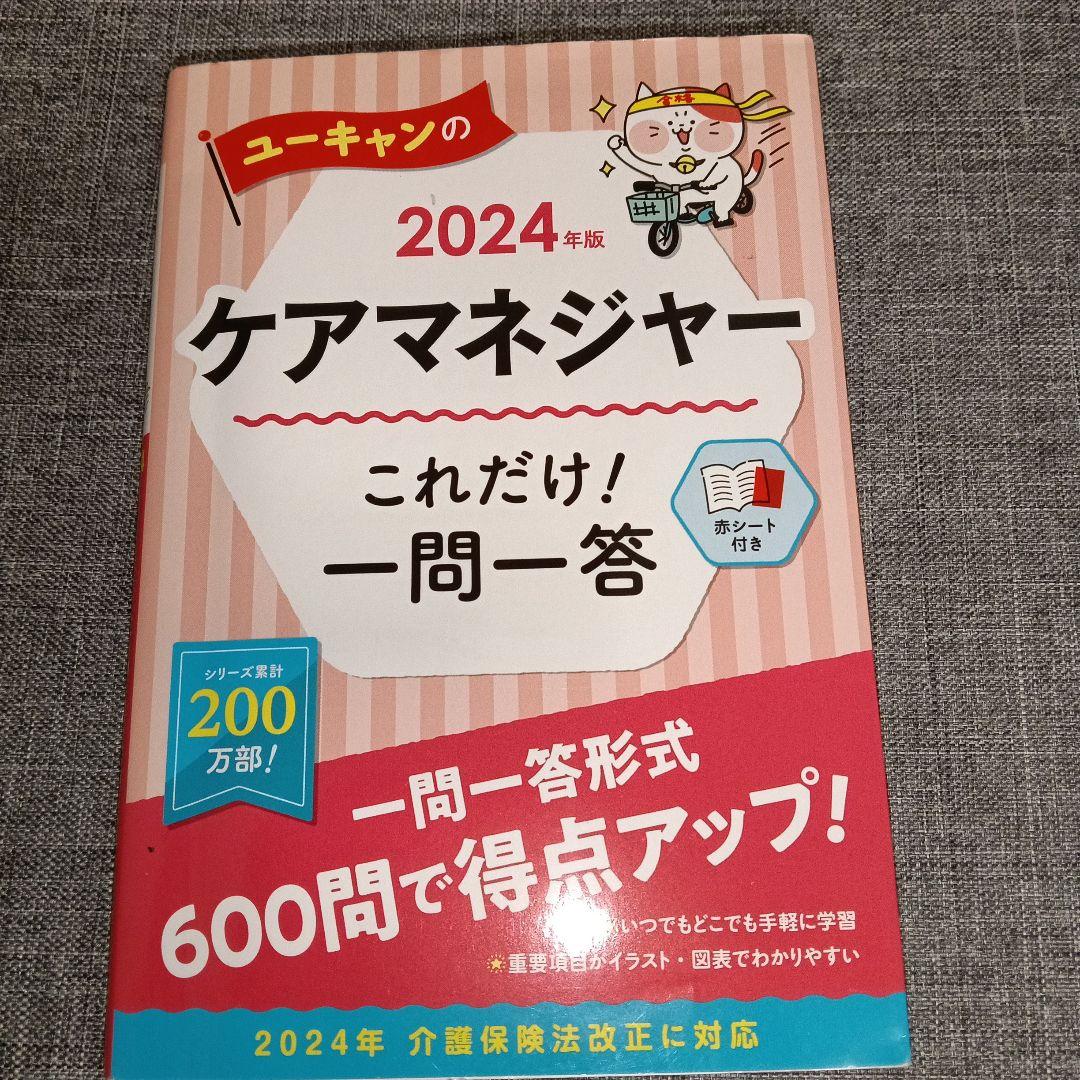 ユーキャンの
合格
2024年版
ケアマネジャー
これだけ!
一問一答
赤シート
付き
シリーズ累計
200
万部!
一問一答形式
600問で得点アップ!
いつでもどこでも手軽に学習
重要項目がイラスト・図表でわかりやすい
2024年 介護保険法改正に対応